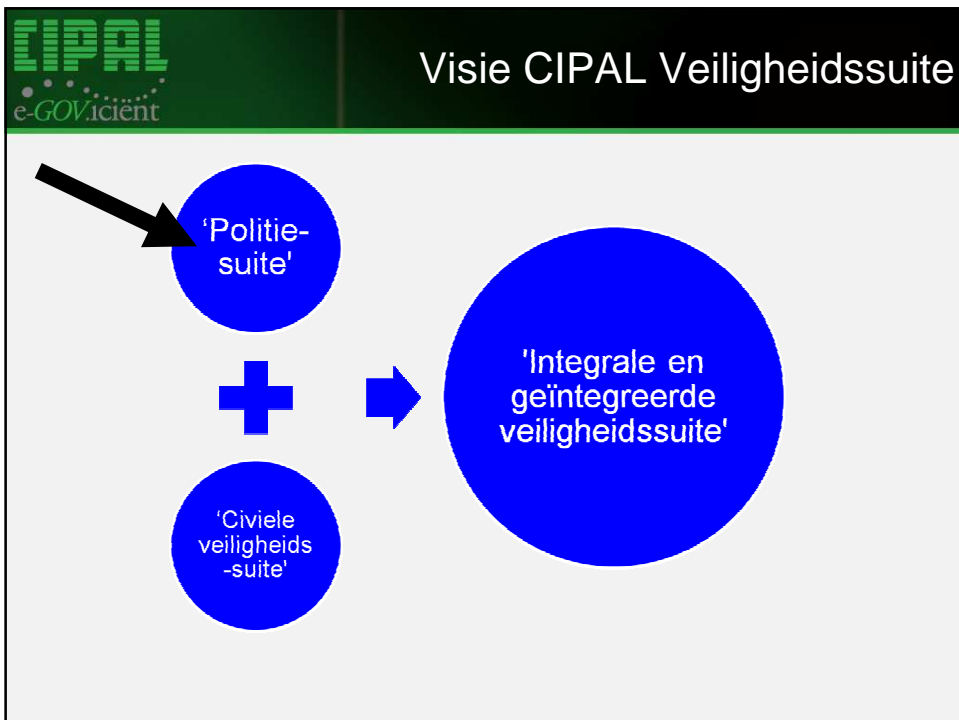 CIPAL
e-GOV.iciënt
Visie CIPAL Veiligheidssuite
‘Politie-
suite'
'Integrale en
geïntegreerde
veiligheidssuite'
‘Civiele
veiligheids
-suite'